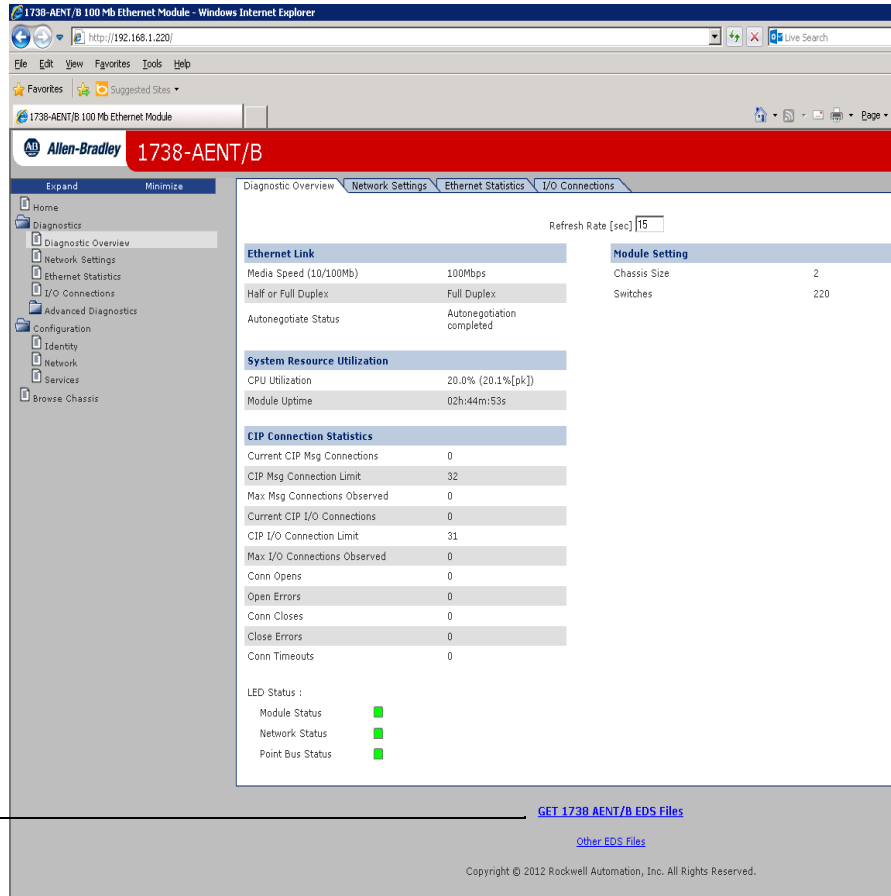 1738-AENT/B 100 Mb Ethernet Module - Windows Internet Explorer
http://192.168.1.220/
Live Search
File Edit View Favorites Tools Help
Favorites Suggested Sites
1738-AENT/B 100 Mb Ethernet Module
Page
AB Allen-Bradley 1738-AENT/B
Expand Minimize
Home
Diagnostics
Diagnostic Overview
Network Settings
Ethernet Statistics
I/O Connections
Advanced Diagnostics
Configuration
Identity
Network
Services
Browse Chassis
Diagnostic Overview Network Settings Ethernet Statistics I/O Connections
Refresh Rate [sec] 15
Ethernet Link
Media Speed (10/100Mb) 100Mbps
Half or Full Duplex Full Duplex
Autonegotiate Status Autonegotiation
completed
System Resource Utilization
CPU Utilization 20.0% (20.1%[pk])
Module Uptime 02h:44m:53s
CIP Connection Statistics
Current CIP Msg Connections 0
CIP Msg Connection Limit 32
Max Msg Connections Observed 0
Current CIP I/O Connections 0
CIP I/O Connection Limit 31
Max I/O Connections Observed 0
Conn Opens 0
Open Errors 0
Conn Closes 0
Close Errors 0
Conn Timeouts 0
LED Status :
Module Status
Network Status
Point Bus Status
Module Setting
Chassis Size 2
Switches 220
GET 1738 AENT/B EDS Files
Other EDS Files
Copyright © 2012 Rockwell Automation, Inc. All Rights Reserved.